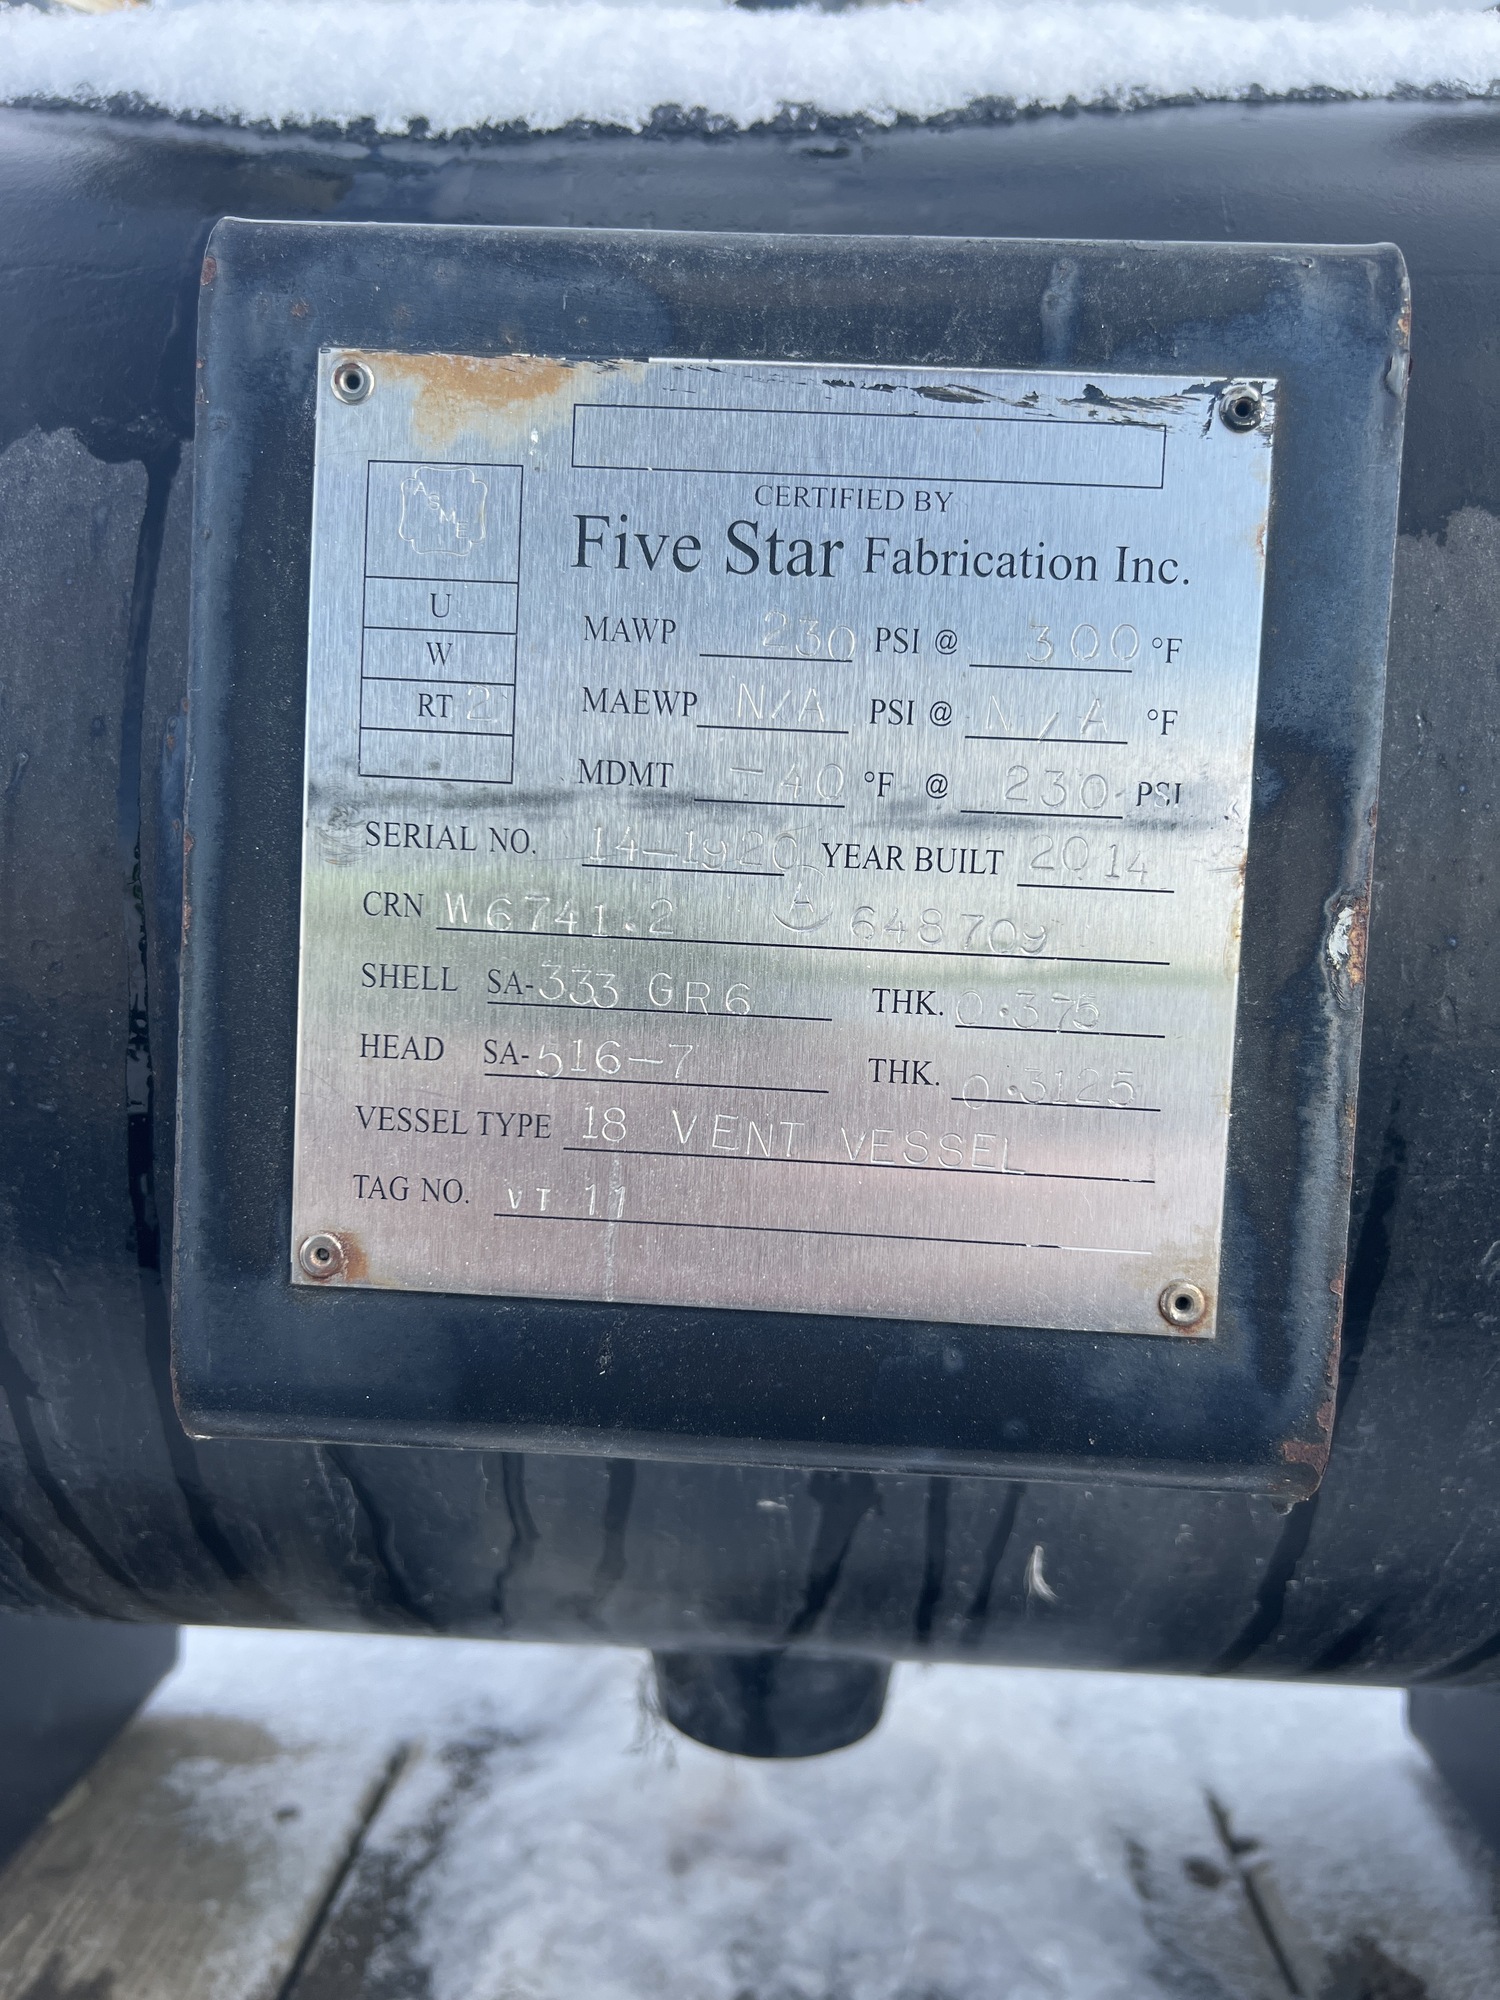 ASME
U
W
RT 2
CERTIFIED BY
Five Star Fabrication Inc.
MAWP 230 PSI @ 300 °F
MAEWP N/A PSI @ N/A °F
MDMT -40 °F @ 230 PSI
SERIAL NO. 14-1920 YEAR BUILT 2014
CRN W6741.2 A 648709
SHELL SA-333 GR6 THK. 0.375
HEAD SA-516-7 THK. 0.3125
VESSEL TYPE 18 VENT VESSEL
TAG NO. VT 11